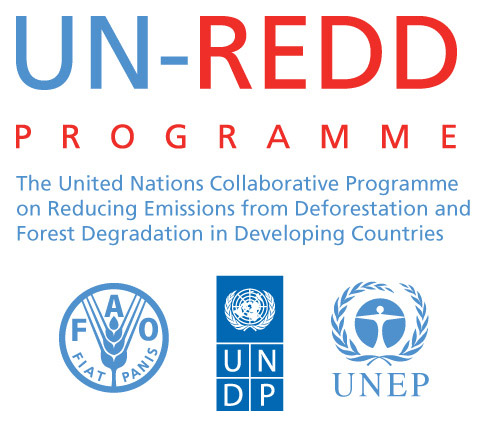 UN-REDD
PROGRAMME
The United Nations Collaborative Programme
on Reducing Emissions from Deforestation and
Forest Degradation in Developing Countries
FAO
FIAT PANIS
UN
DP
UNEP